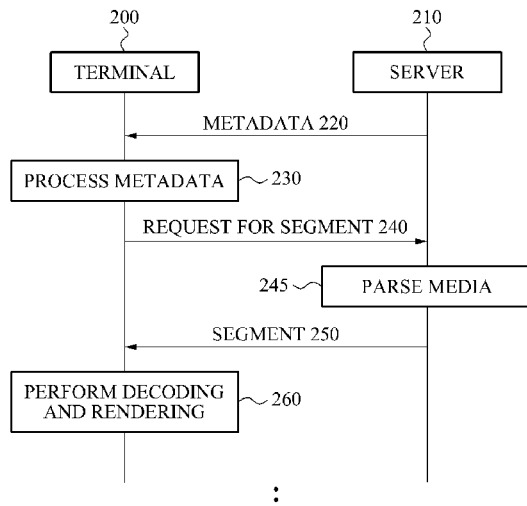 200
210
TERMINAL
SERVER
METADATA 220
PROCESS METADATA
230
REQUEST FOR SEGMENT 240
245
PARSE MEDIA
SEGMENT 250
PERFORM DECODING
AND RENDERING
260